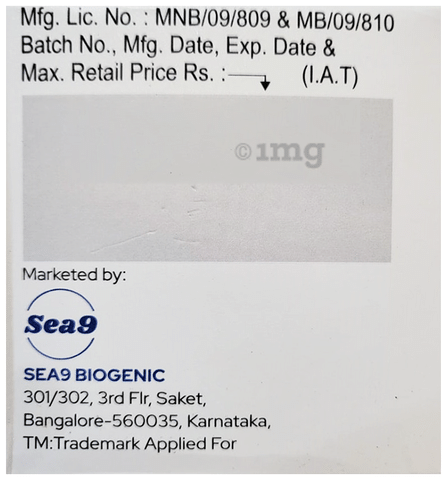 Mfg. Lic. No. : MNB/09/809 & MB/09/810
Batch No., Mfg. Date, Exp. Date &
Max. Retail Price Rs. : (I.A.T)
©1mg
Marketed by:
Sea9
SEA9 BIOGENIC
301/302, 3rd Flr, Saket,
Bangalore-560035, Karnataka,
TM:Trademark Applied For